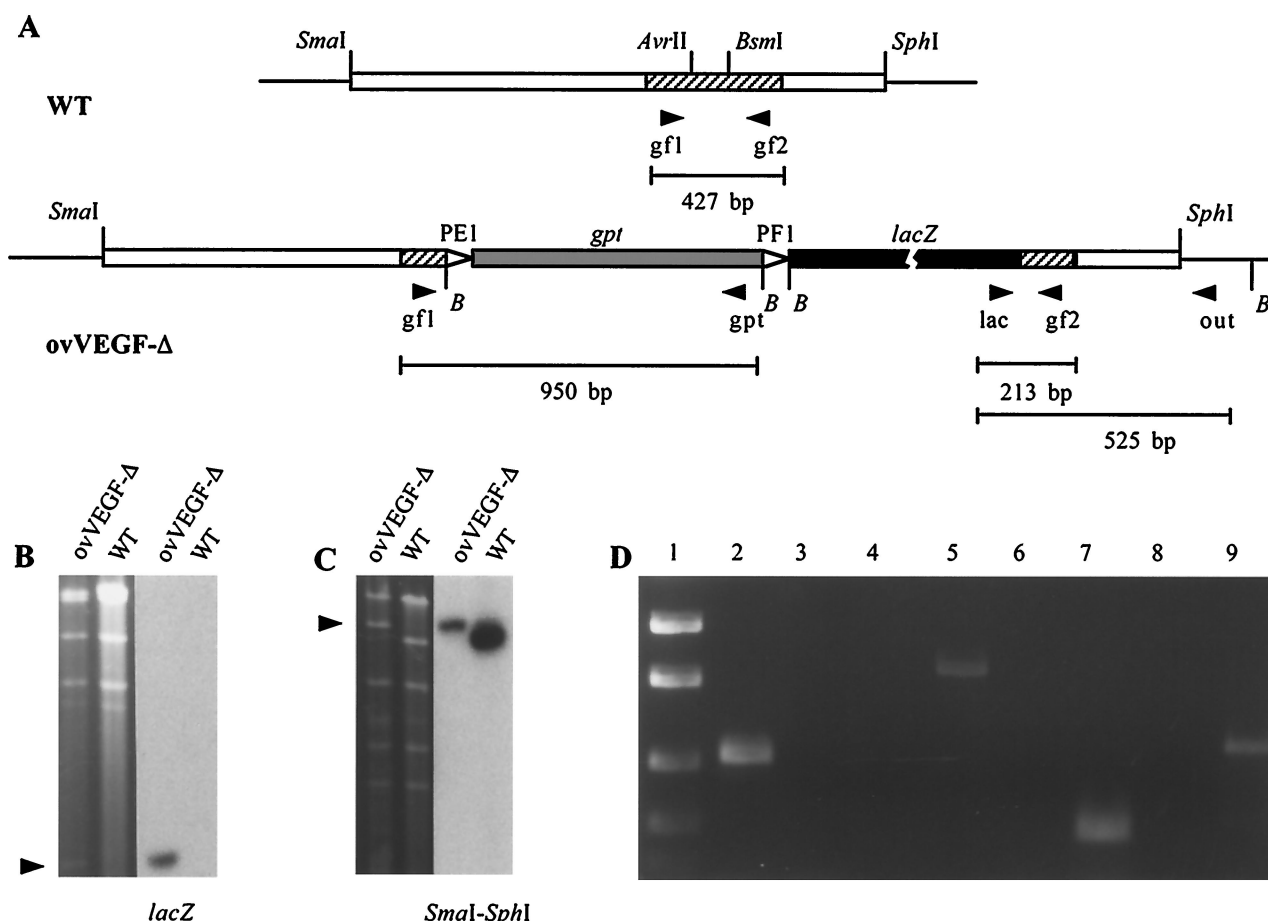 A
SmaI AvrII BsmI SphI
WT
gf1 gf2
427 bp
SmaI PE1 gpt PF1 lacZ SphI
gf1 B gpt B B lac gf2 out B
ovVEGF-Δ
950 bp 213 bp
525 bp
B ovVEGF-Δ WT ovVEGF-Δ WT
C ovVEGF-Δ WT ovVEGF-Δ WT
D 1 2 3 4 5 6 7 8 9
lacZ SmaI-SphI